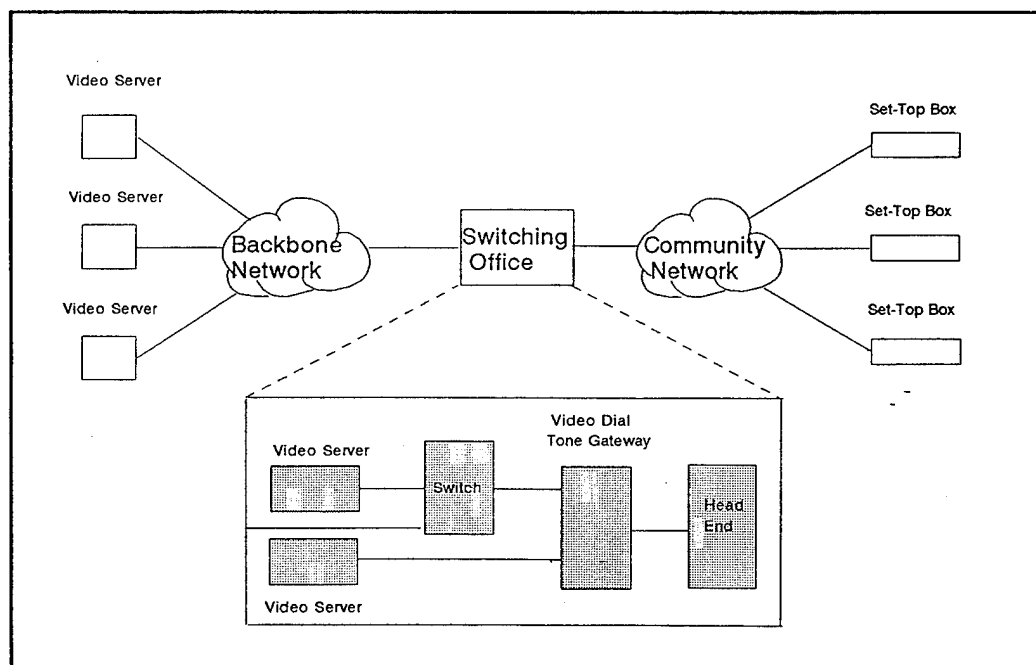 Video Server
Set-Top Box
Video Server
Set-Top Box
Backbone
Network
Switching
Office
Community
Network
Video Server
Set-Top Box
Video Dial
Tone Gateway
Video Server
Switch
Head
End
Video Server